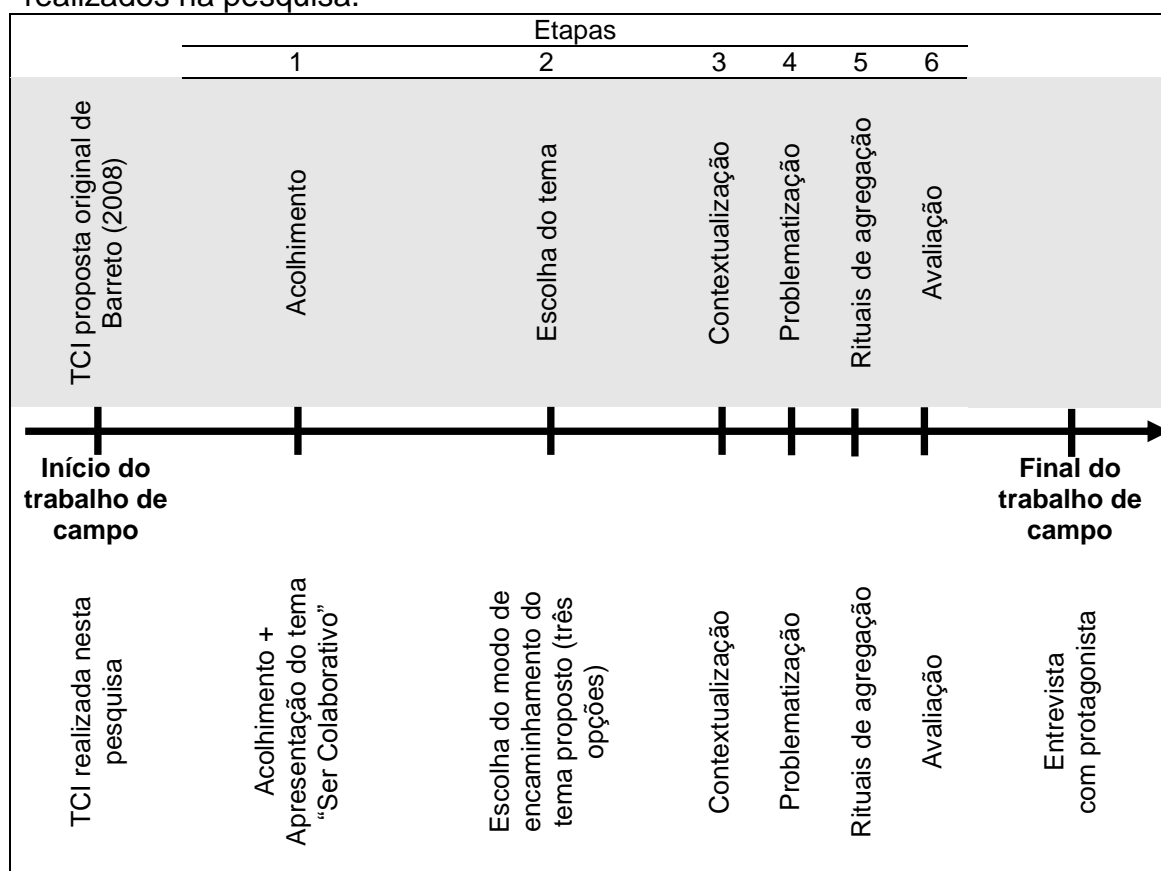 realizados na pesquisa.
Etapas
1 2 3 4 5 6
TCI proposta original de
Barreto (2008)
Acolhimento
Escolha do tema
Contextualização
Problematização
Rituais de agregação
Avaliação
Início do
trabalho de
campo
Final do
trabalho de
campo
TCI realizada nesta
pesquisa
Acolhimento +
Apresentação do tema
“Ser Colaborativo”
Escolha do modo de
encaminhamento do
tema proposto (três
opções)
Contextualização
Problematização
Rituais de agregação
Avaliação
Entrevista
com protagonista